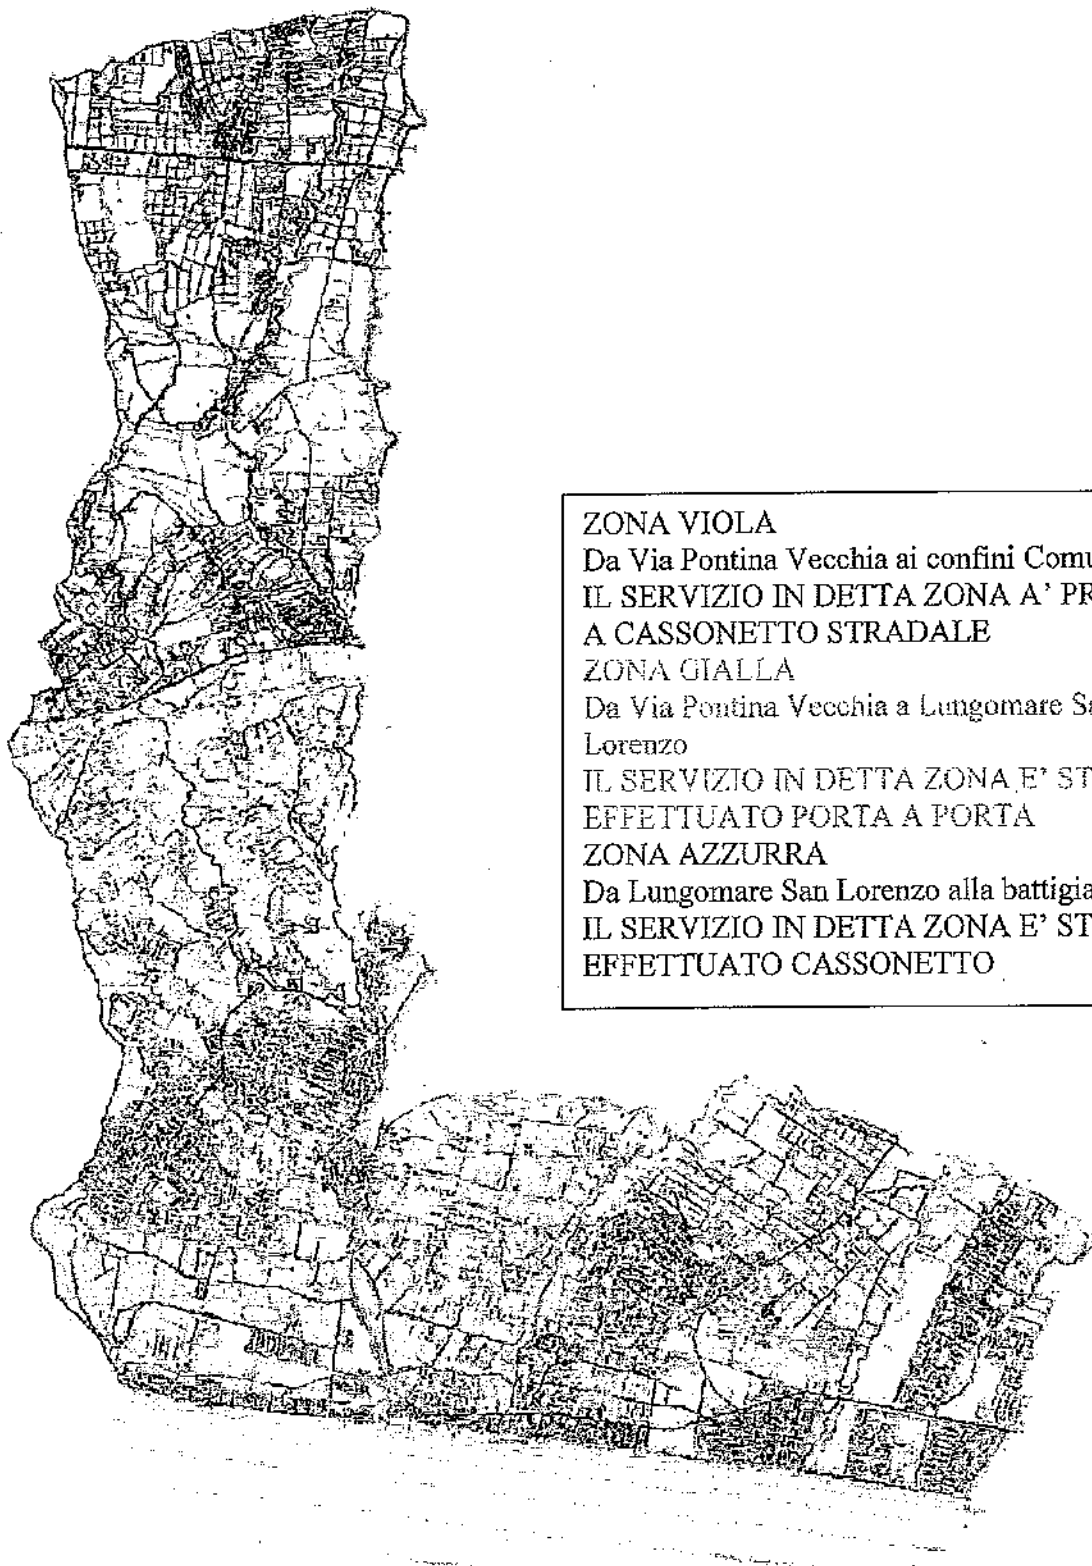 ZONA VIOLA
Da Via Pontina Vecchia ai confini Comu
IL SERVIZIO IN DETTA ZONA A' PR
A CASSONETTO STRADALE
ZONA GIALLA
Da Via Pontina Vecchia a Lungomare Sa
Lorenzo
IL SERVIZIO IN DETTA ZONA E' ST
EFFETTUATO PORTA A PORTA
ZONA AZZURRA
Da Lungomare San Lorenzo alla battigia
IL SERVIZIO IN DETTA ZONA E' ST
EFFETTUATO CASSONETTO